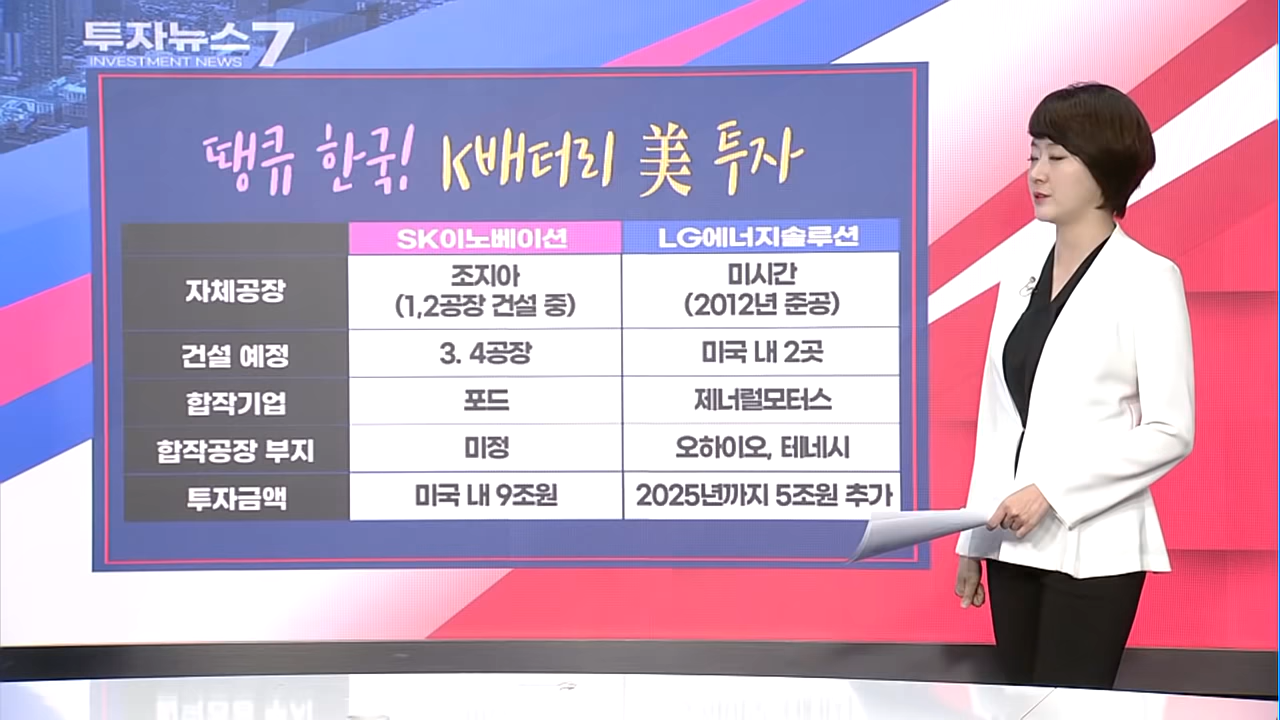 투자뉴스7
INVESTMENT NEWS
땡큐 한국! K배터리 美 투자
SK이노베이션 LG에너지솔루션
자체공장 조지아 (1,2공장 건설 중) 미시간 (2012년 준공)
건설 예정 3. 4공장 미국 내 2곳
합작기업 포드 제너럴모터스
합작공장 부지 미정 오하이오, 테네시
투자금액 미국 내 9조원 2025년까지 5조원 추가